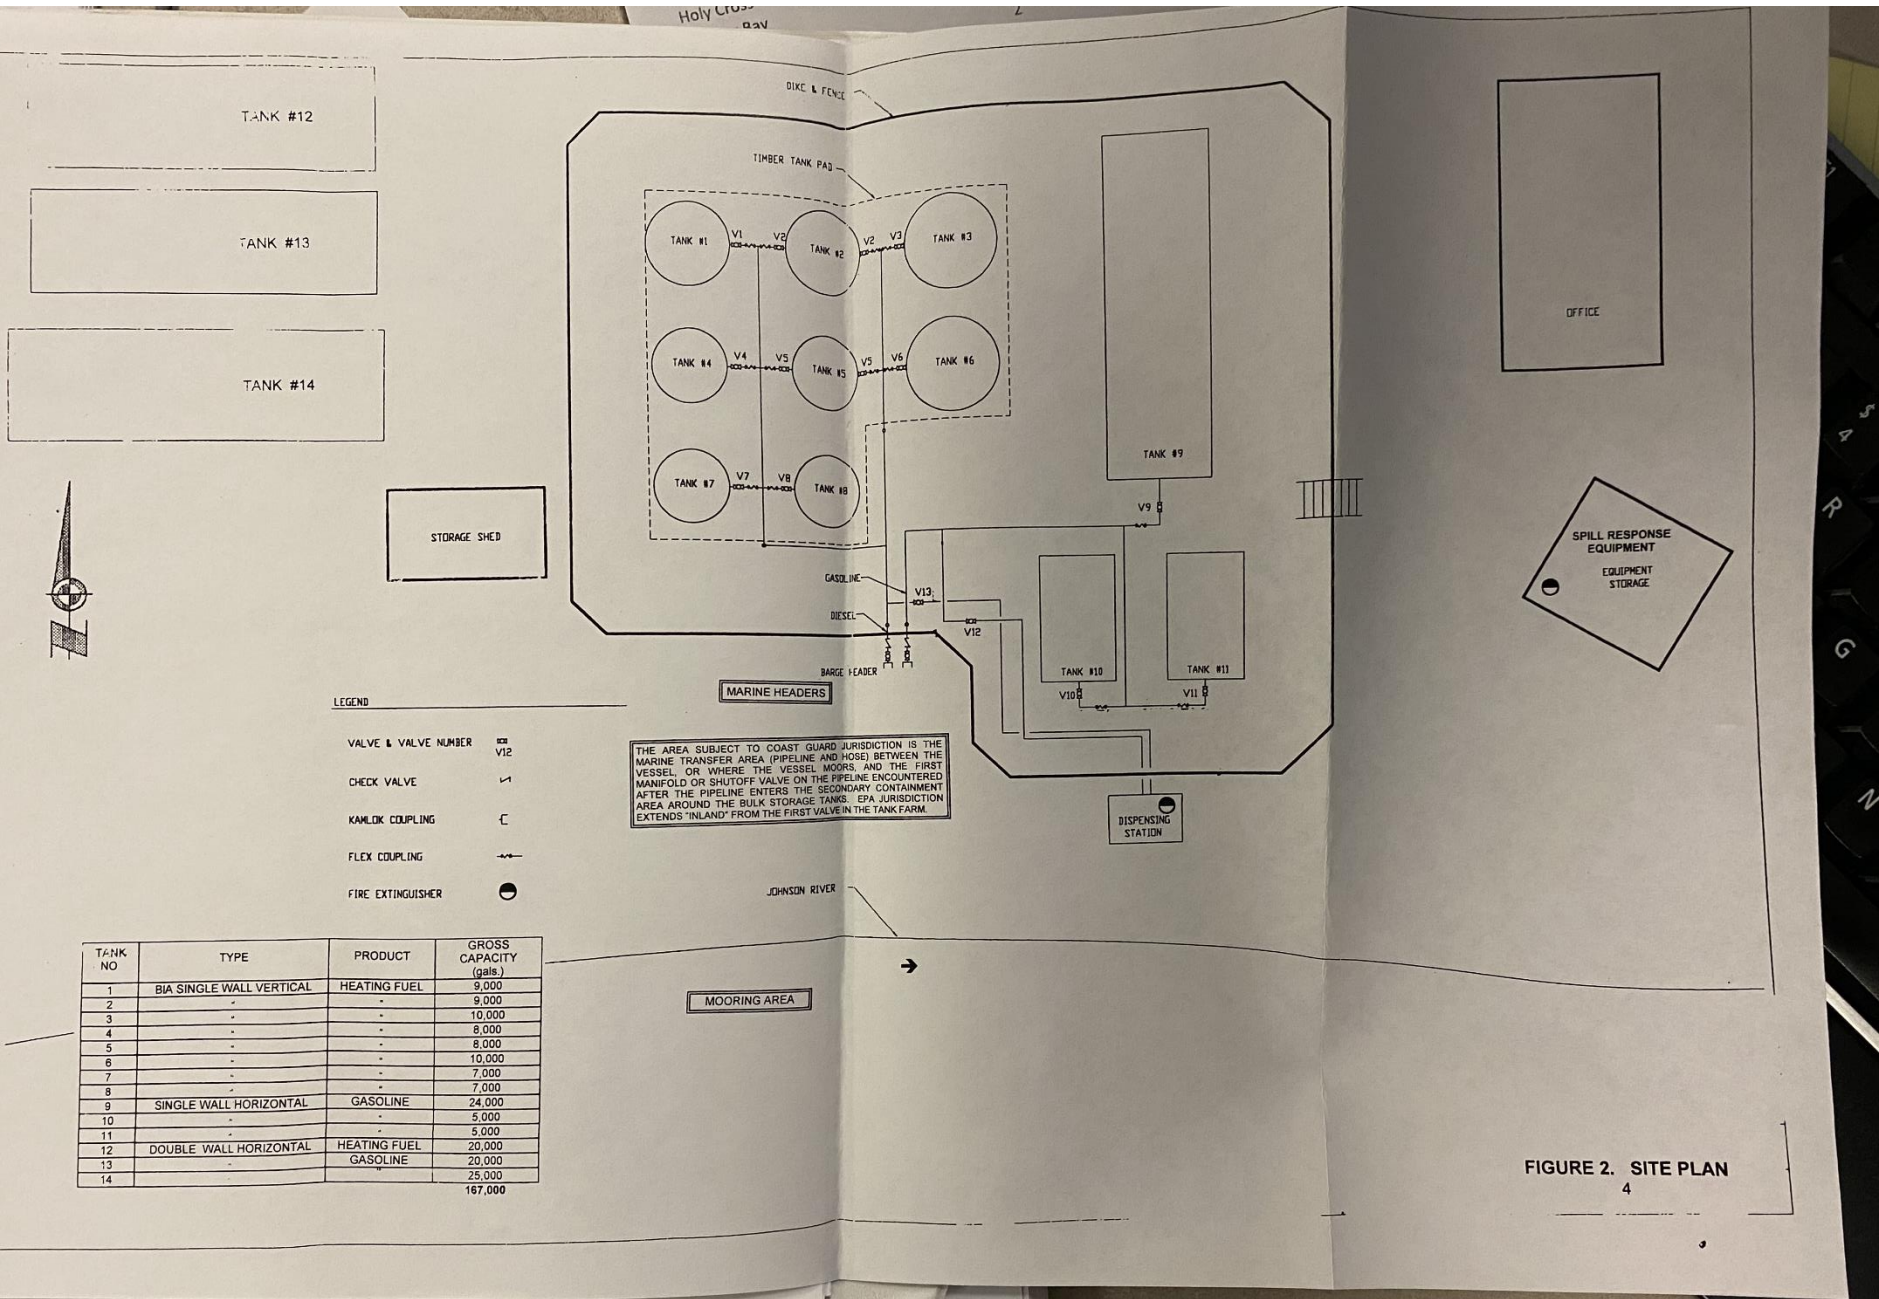 Holy Cross
Bay
TANK #12
TANK #13
TANK #14
STORAGE SHED
DIKE & FENCE
TIMBER TANK PAD
TANK #1
V1
V2
TANK #2
V2
V3
TANK #3
TANK #4
V4
V5
TANK #5
V5
V6
TANK #6
TANK #7
V7
V8
TANK #8
TANK #9
V9
GASOLINE
V13
DIESEL
V12
BARGE HEADER
MARINE HEADERS
TANK #10
V10
TANK #11
V11
OFFICE
SPILL RESPONSE
EQUIPMENT
EQUIPMENT
STORAGE
N
LEGEND
VALVE & VALVE NUMBER
V12
CHECK VALVE
KAMLOK COUPLING
FLEX COUPLING
FIRE EXTINGUISHER
THE AREA SUBJECT TO COAST GUARD JURISDICTION IS THE
MARINE TRANSFER AREA (PIPELINE AND HOSE) BETWEEN THE
VESSEL, OR WHERE THE VESSEL MOORS, AND THE FIRST
MANIFOLD OR SHUTOFF VALVE ON THE PIPELINE ENCOUNTERED
AFTER THE PIPELINE ENTERS THE SECONDARY CONTAINMENT
AREA AROUND THE BULK STORAGE TANKS. EPA JURISDICTION
EXTENDS "INLAND" FROM THE FIRST VALVE IN THE TANK FARM.
DISPENSING
STATION
JOHNSON RIVER
MOORING AREA
TANK NO TYPE PRODUCT GROSS CAPACITY (gals.)
1 BIA SINGLE WALL VERTICAL HEATING FUEL 9,000
2 " " 9,000
3 " " 10,000
4 " " 8,000
5 " " 8,000
6 " " 10,000
7 " " 7,000
8 " " 7,000
9 SINGLE WALL HORIZONTAL GASOLINE 24,000
10 " " 5,000
11 " " 5,000
12 DOUBLE WALL HORIZONTAL HEATING FUEL 20,000
13 " GASOLINE 20,000
14 " 25,000
167,000
FIGURE 2. SITE PLAN
4
$
4
R
G
N